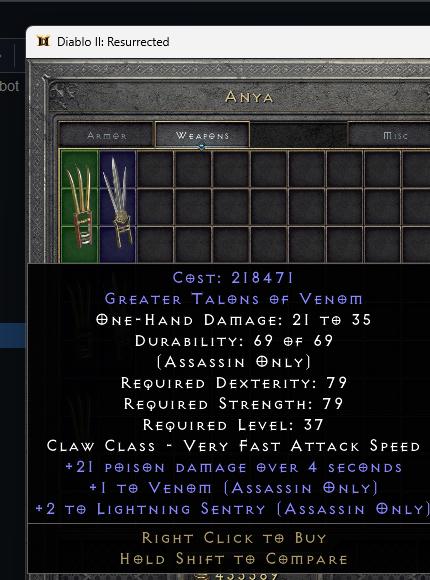 Diablo II: Resurrected
bot
Anya
Armor Weapons Misc
Cost: 218471
Greater Talons of Venom
One-Hand Damage: 21 to 35
Durability: 69 of 69
(Assassin Only)
Required Dexterity: 79
Required Strength: 79
Required Level: 37
Claw Class - Very Fast Attack Speed
+21 poison damage over 4 seconds
+1 to Venom (Assassin Only)
+2 to Lightning Sentry (Assassin Only)
Right Click to Buy
Hold Shift to Compare